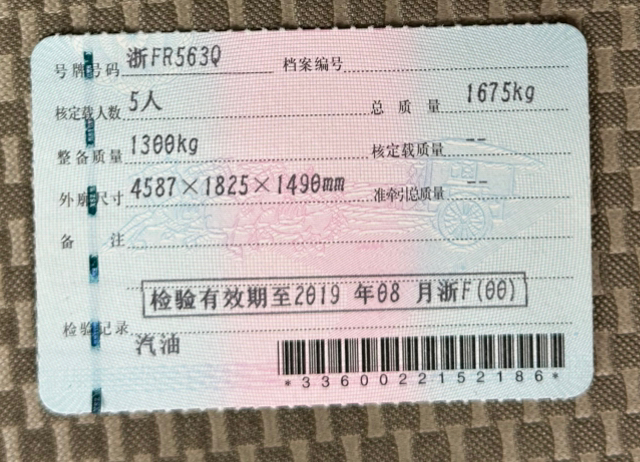 号牌号码 浙FR563Q 档案编号
核定载人数 5人 总质量 1675kg
整备质量 1300kg 核定载质量 --
外廓尺寸 4587×1825×1490mm 准牵引总质量 --
备注
检验有效期至2019 年08 月浙F(00)
检验记录
汽油
*3360022152186*